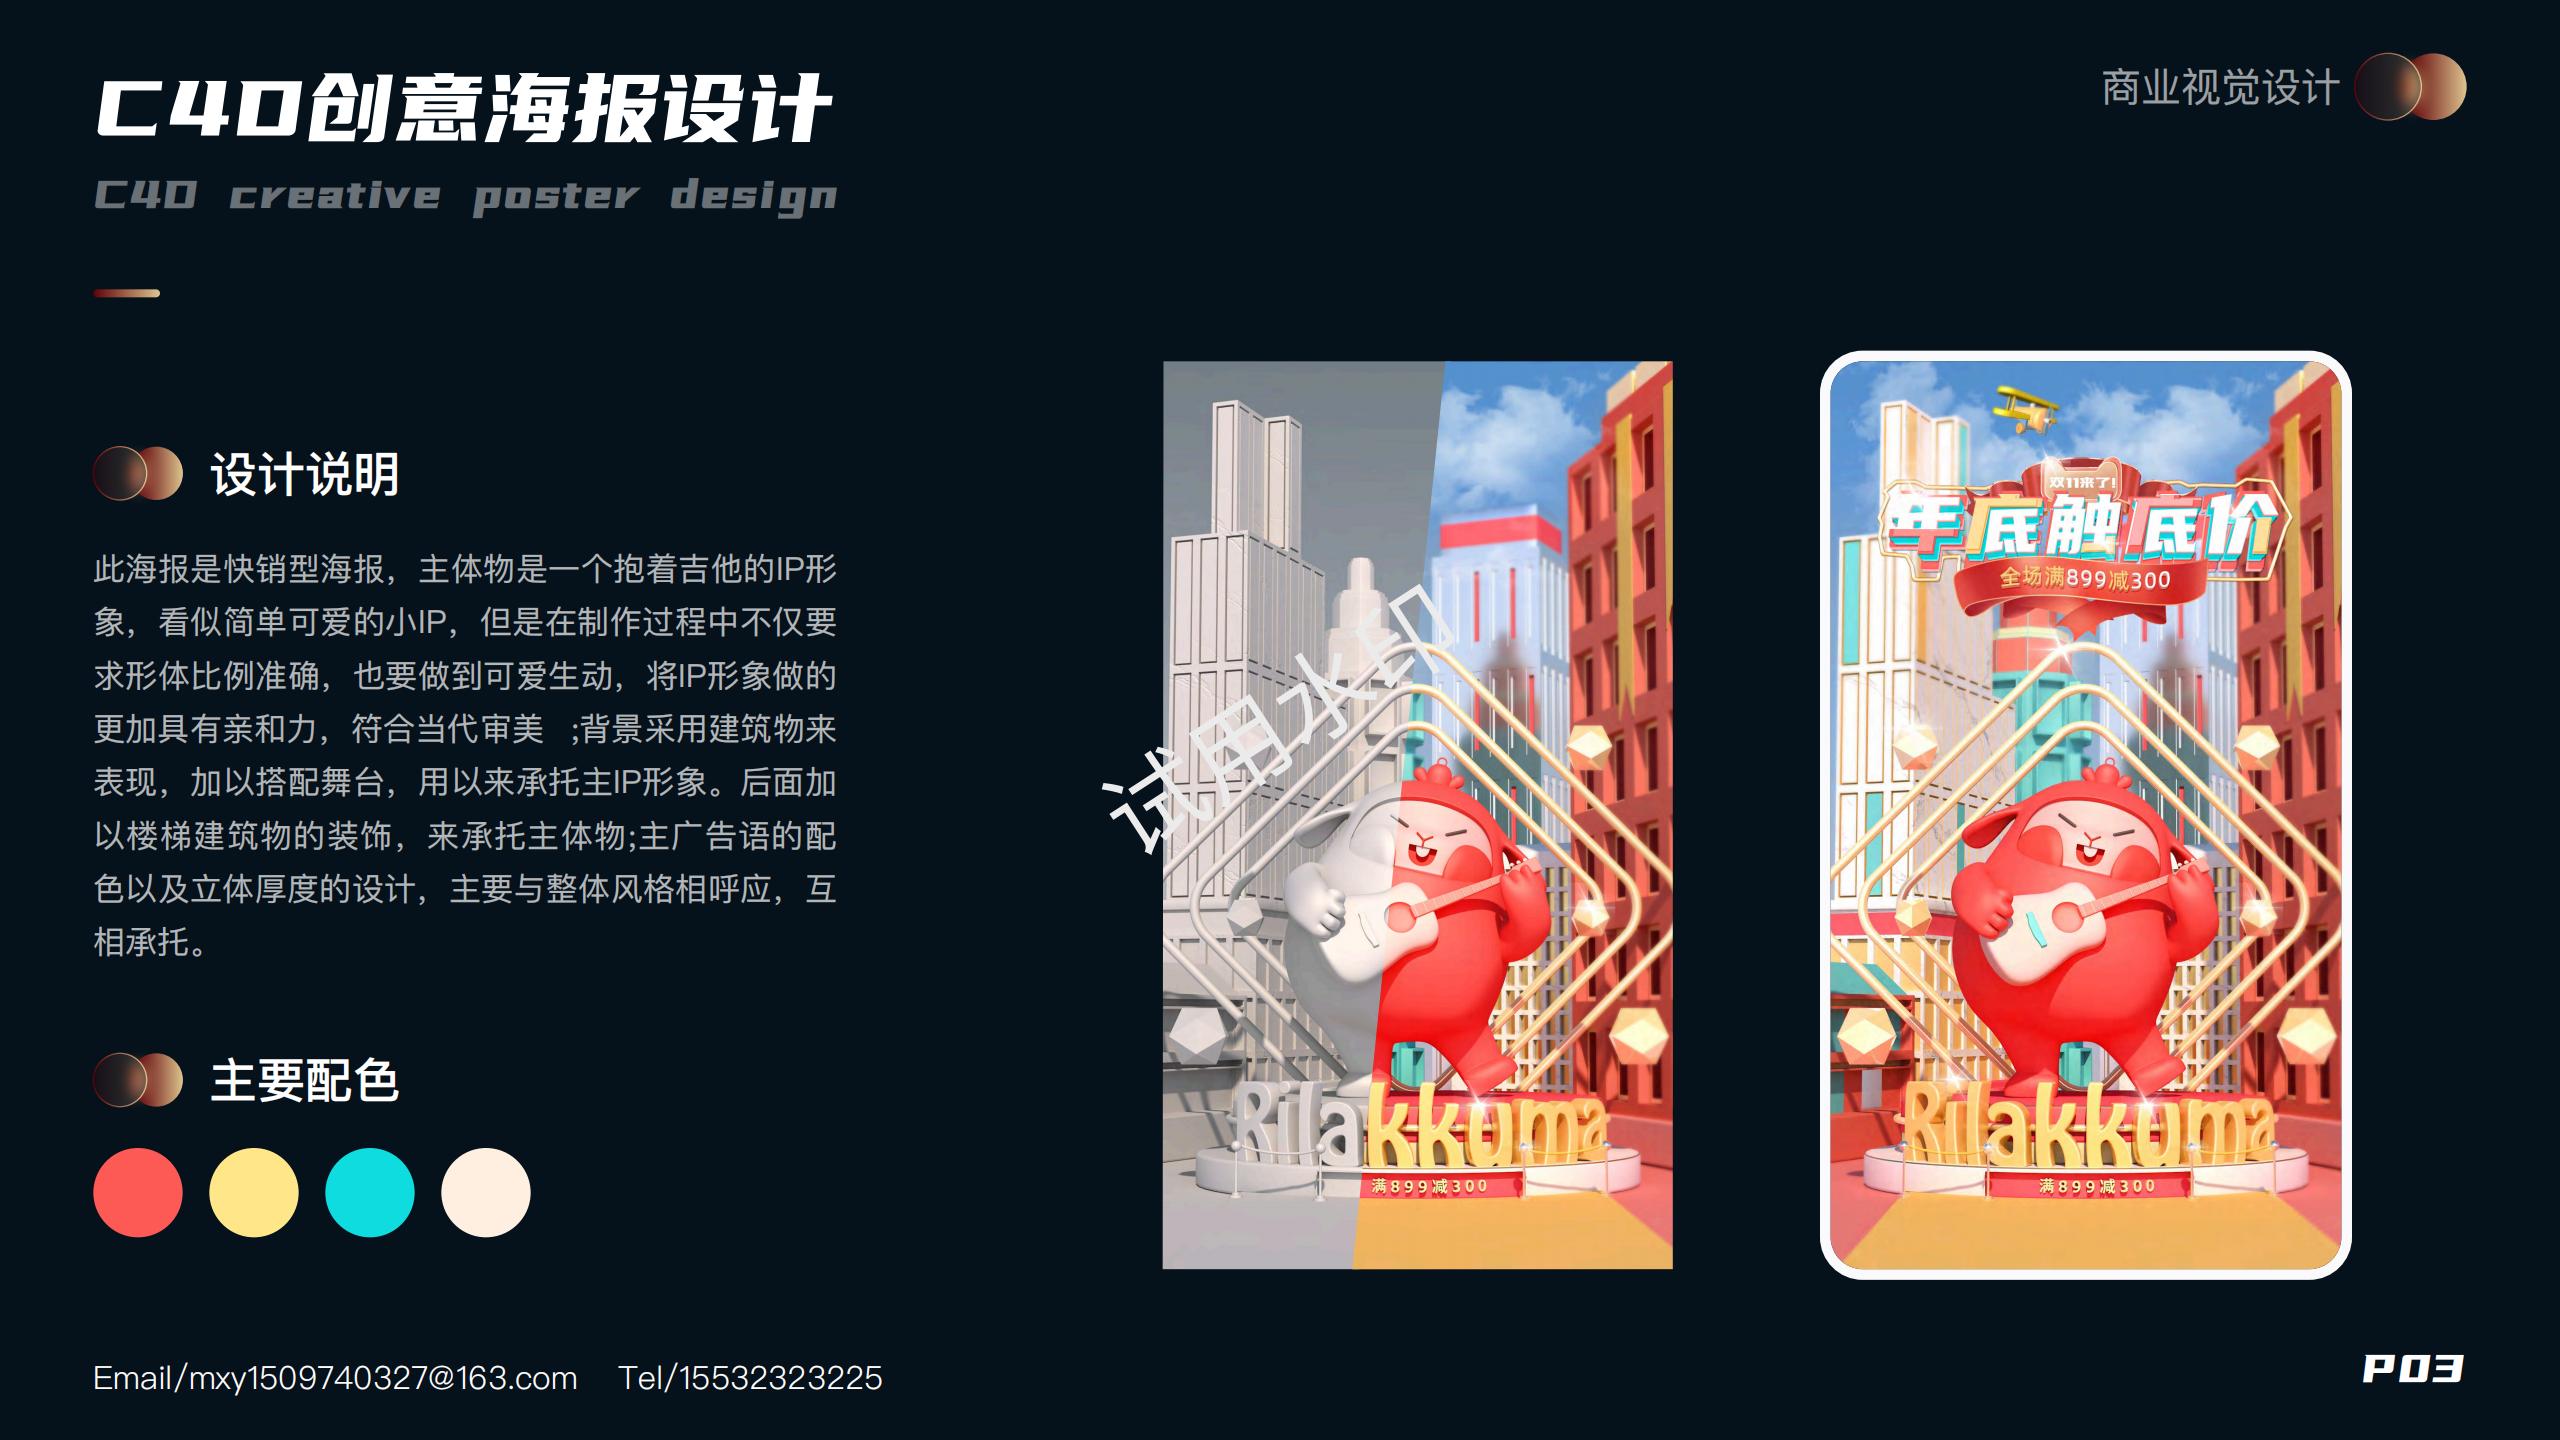 C4D创意海报设计
C4D creative poster design
商业视觉设计
设计说明
此海报是快销型海报，主体物是一个抱着吉他的IP形
象，看似简单可爱的小IP，但是在制作过程中不仅要
求形体比例准确，也要做到可爱生动，将IP形象做的
更加具有亲和力，符合当代审美 ;背景采用建筑物来
表现，加以搭配舞台，用以来承托主IP形象。后面加
以楼梯建筑物的装饰，来承托主体物;主广告语的配
色以及立体厚度的设计，主要与整体风格相呼应，互
相承托。
主要配色
试用水印
Rilakkuma
满899减300
双11来了!
年底触底价
全场满899减300
Rilakkuma
满899减300
Email/mxy1509740327@163.com Tel/15532323225
P03